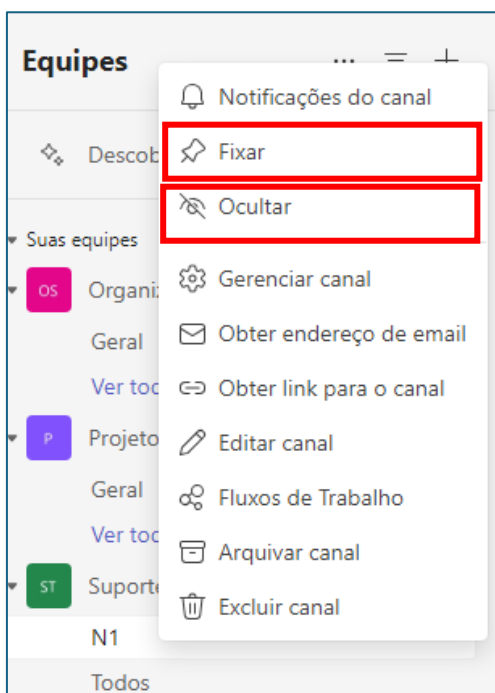 Equipes
Notificações do canal
Descob
Fixar
Ocultar
Suas equipes
OS Organiz
Gerenciar canal
Geral
Obter endereço de email
Ver toc
Obter link para o canal
P Projeto
Editar canal
Geral
Fluxos de Trabalho
Ver toc
Arquivar canal
ST Suporte
Excluir canal
N1
Todos